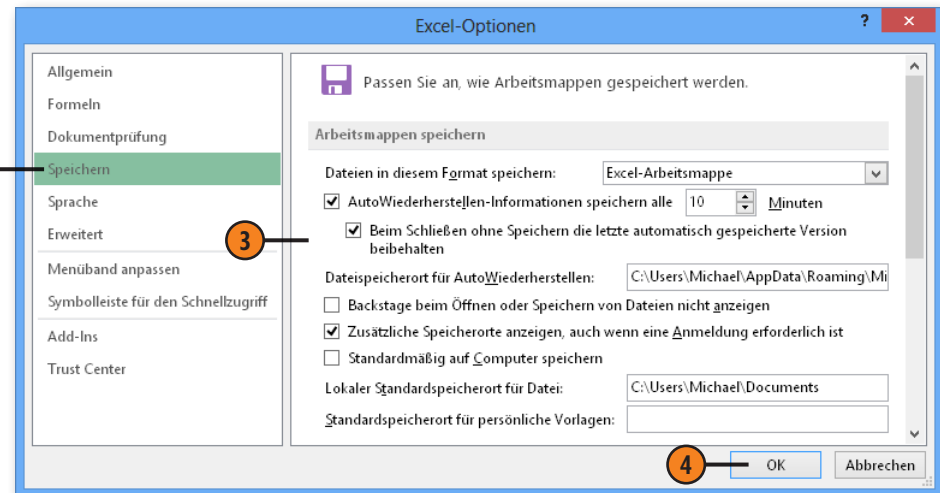 Excel-Optionen
?
Allgemein
Formeln
Dokumentprüfung
Speichern
Sprache
Erweitert
Menüband anpassen
Symbolleiste für den Schnellzugriff
Add-Ins
Trust Center
3
Passen Sie an, wie Arbeitsmappen gespeichert werden.
Arbeitsmappen speichern
Dateien in diesem Format speichern: Excel-Arbeitsmappe
AutoWiederherstellen-Informationen speichern alle 10 Minuten
Beim Schließen ohne Speichern die letzte automatisch gespeicherte Version
beibehalten
Dateispeicherort für AutoWiederherstellen: C:\Users\Michael\AppData\Roaming\Mi
Backstage beim Öffnen oder Speichern von Dateien nicht anzeigen
Zusätzliche Speicherorte anzeigen, auch wenn eine Anmeldung erforderlich ist
Standardmäßig auf Computer speichern
Lokaler Standardspeicherort für Datei: C:\Users\Michael\Documents
Standardspeicherort für persönliche Vorlagen:
4
OK Abbrechen